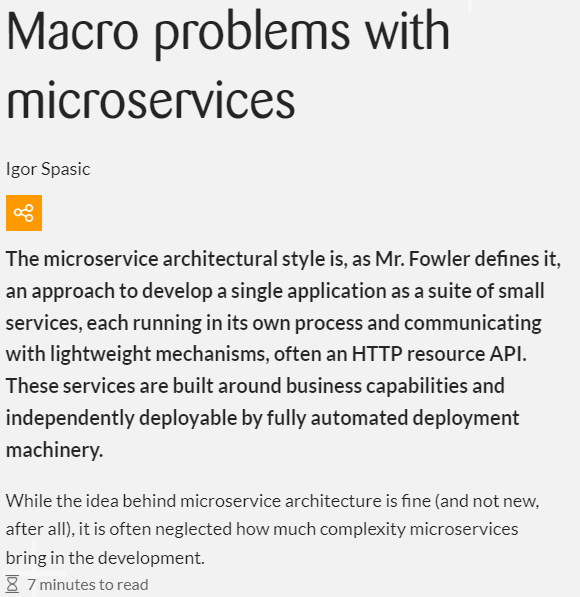 Macro problems with
microservices
Igor Spasic
The microservice architectural style is, as Mr. Fowler defines it,
an approach to develop a single application as a suite of small
services, each running in its own process and communicating
with lightweight mechanisms, often an HTTP resource API.
These services are built around business capabilities and
independently deployable by fully automated deployment
machinery.
While the idea behind microservice architecture is fine (and not new,
after all), it is often neglected how much complexity microservices
bring in the development.
7 minutes to read